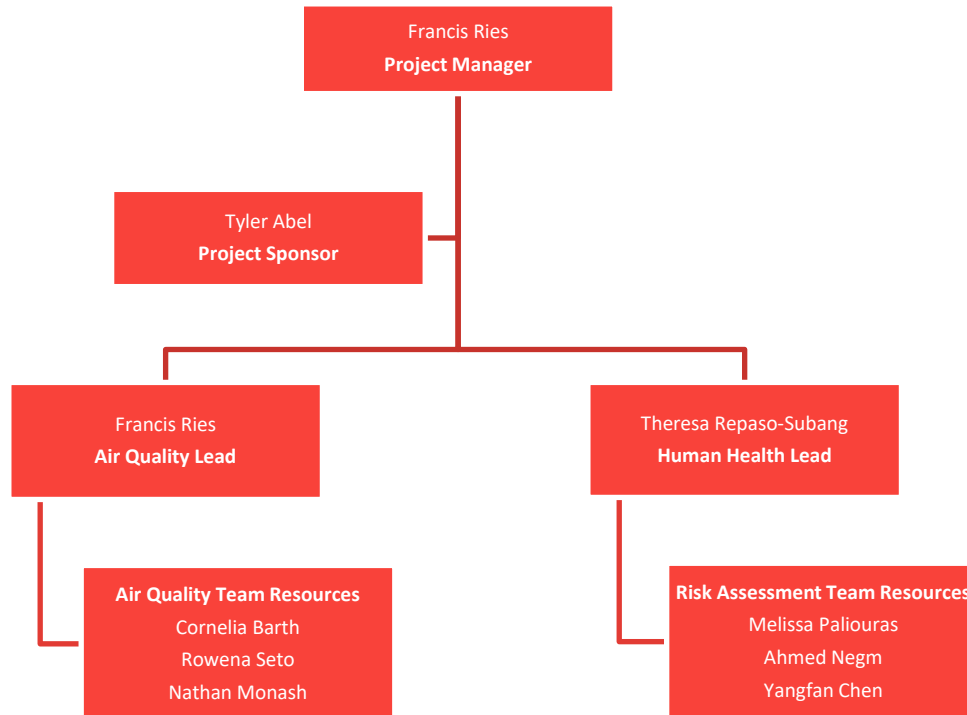 Francis Ries
Project Manager
Tyler Abel
Project Sponsor
Francis Ries
Air Quality Lead
Theresa Repaso-Subang
Human Health Lead
Air Quality Team Resources
Cornelia Barth
Rowena Seto
Nathan Monash
Risk Assessment Team Resources
Melissa Paliouras
Ahmed Negm
Yangfan Chen